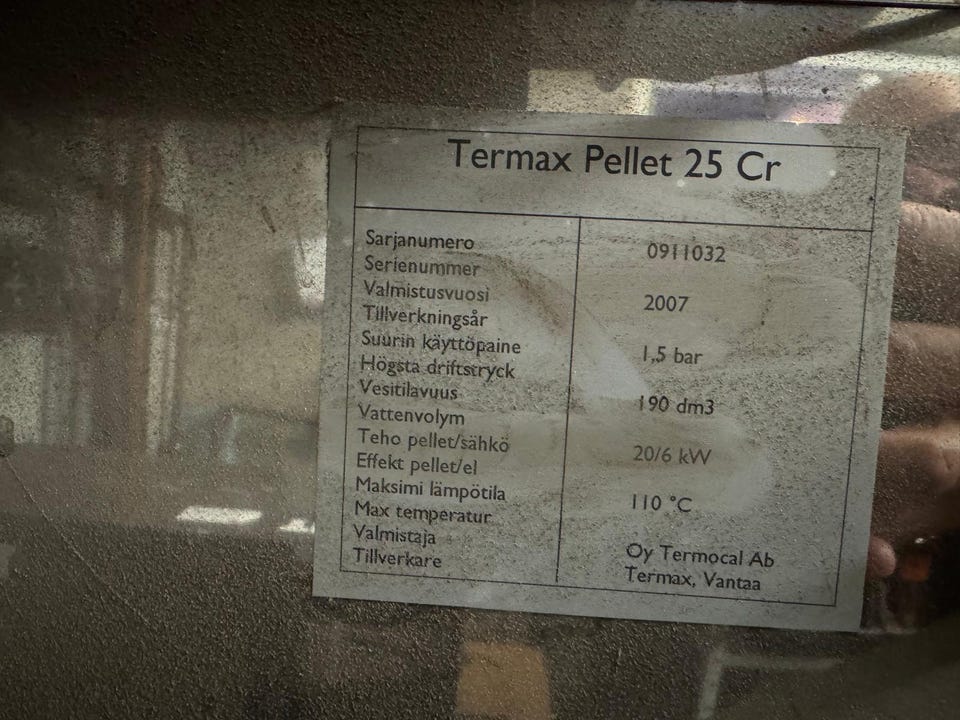 Termax Pellet 25 Cr
Sarjanumero
Serienummer
0911032
Valmistusvuosi
Tillverkningsår
2007
Suurin käyttöpaine
Högsta driftstryck
1,5 bar
Vesitilavuus
Vattenvolym
190 dm3
Teho pellet/sähkö
Effekt pellet/el
20/6 kW
Maksimi lämpötila
Max temperatur
110 °C
Valmistaja
Tillverkare
Oy Termocal Ab
Termax, Vantaa